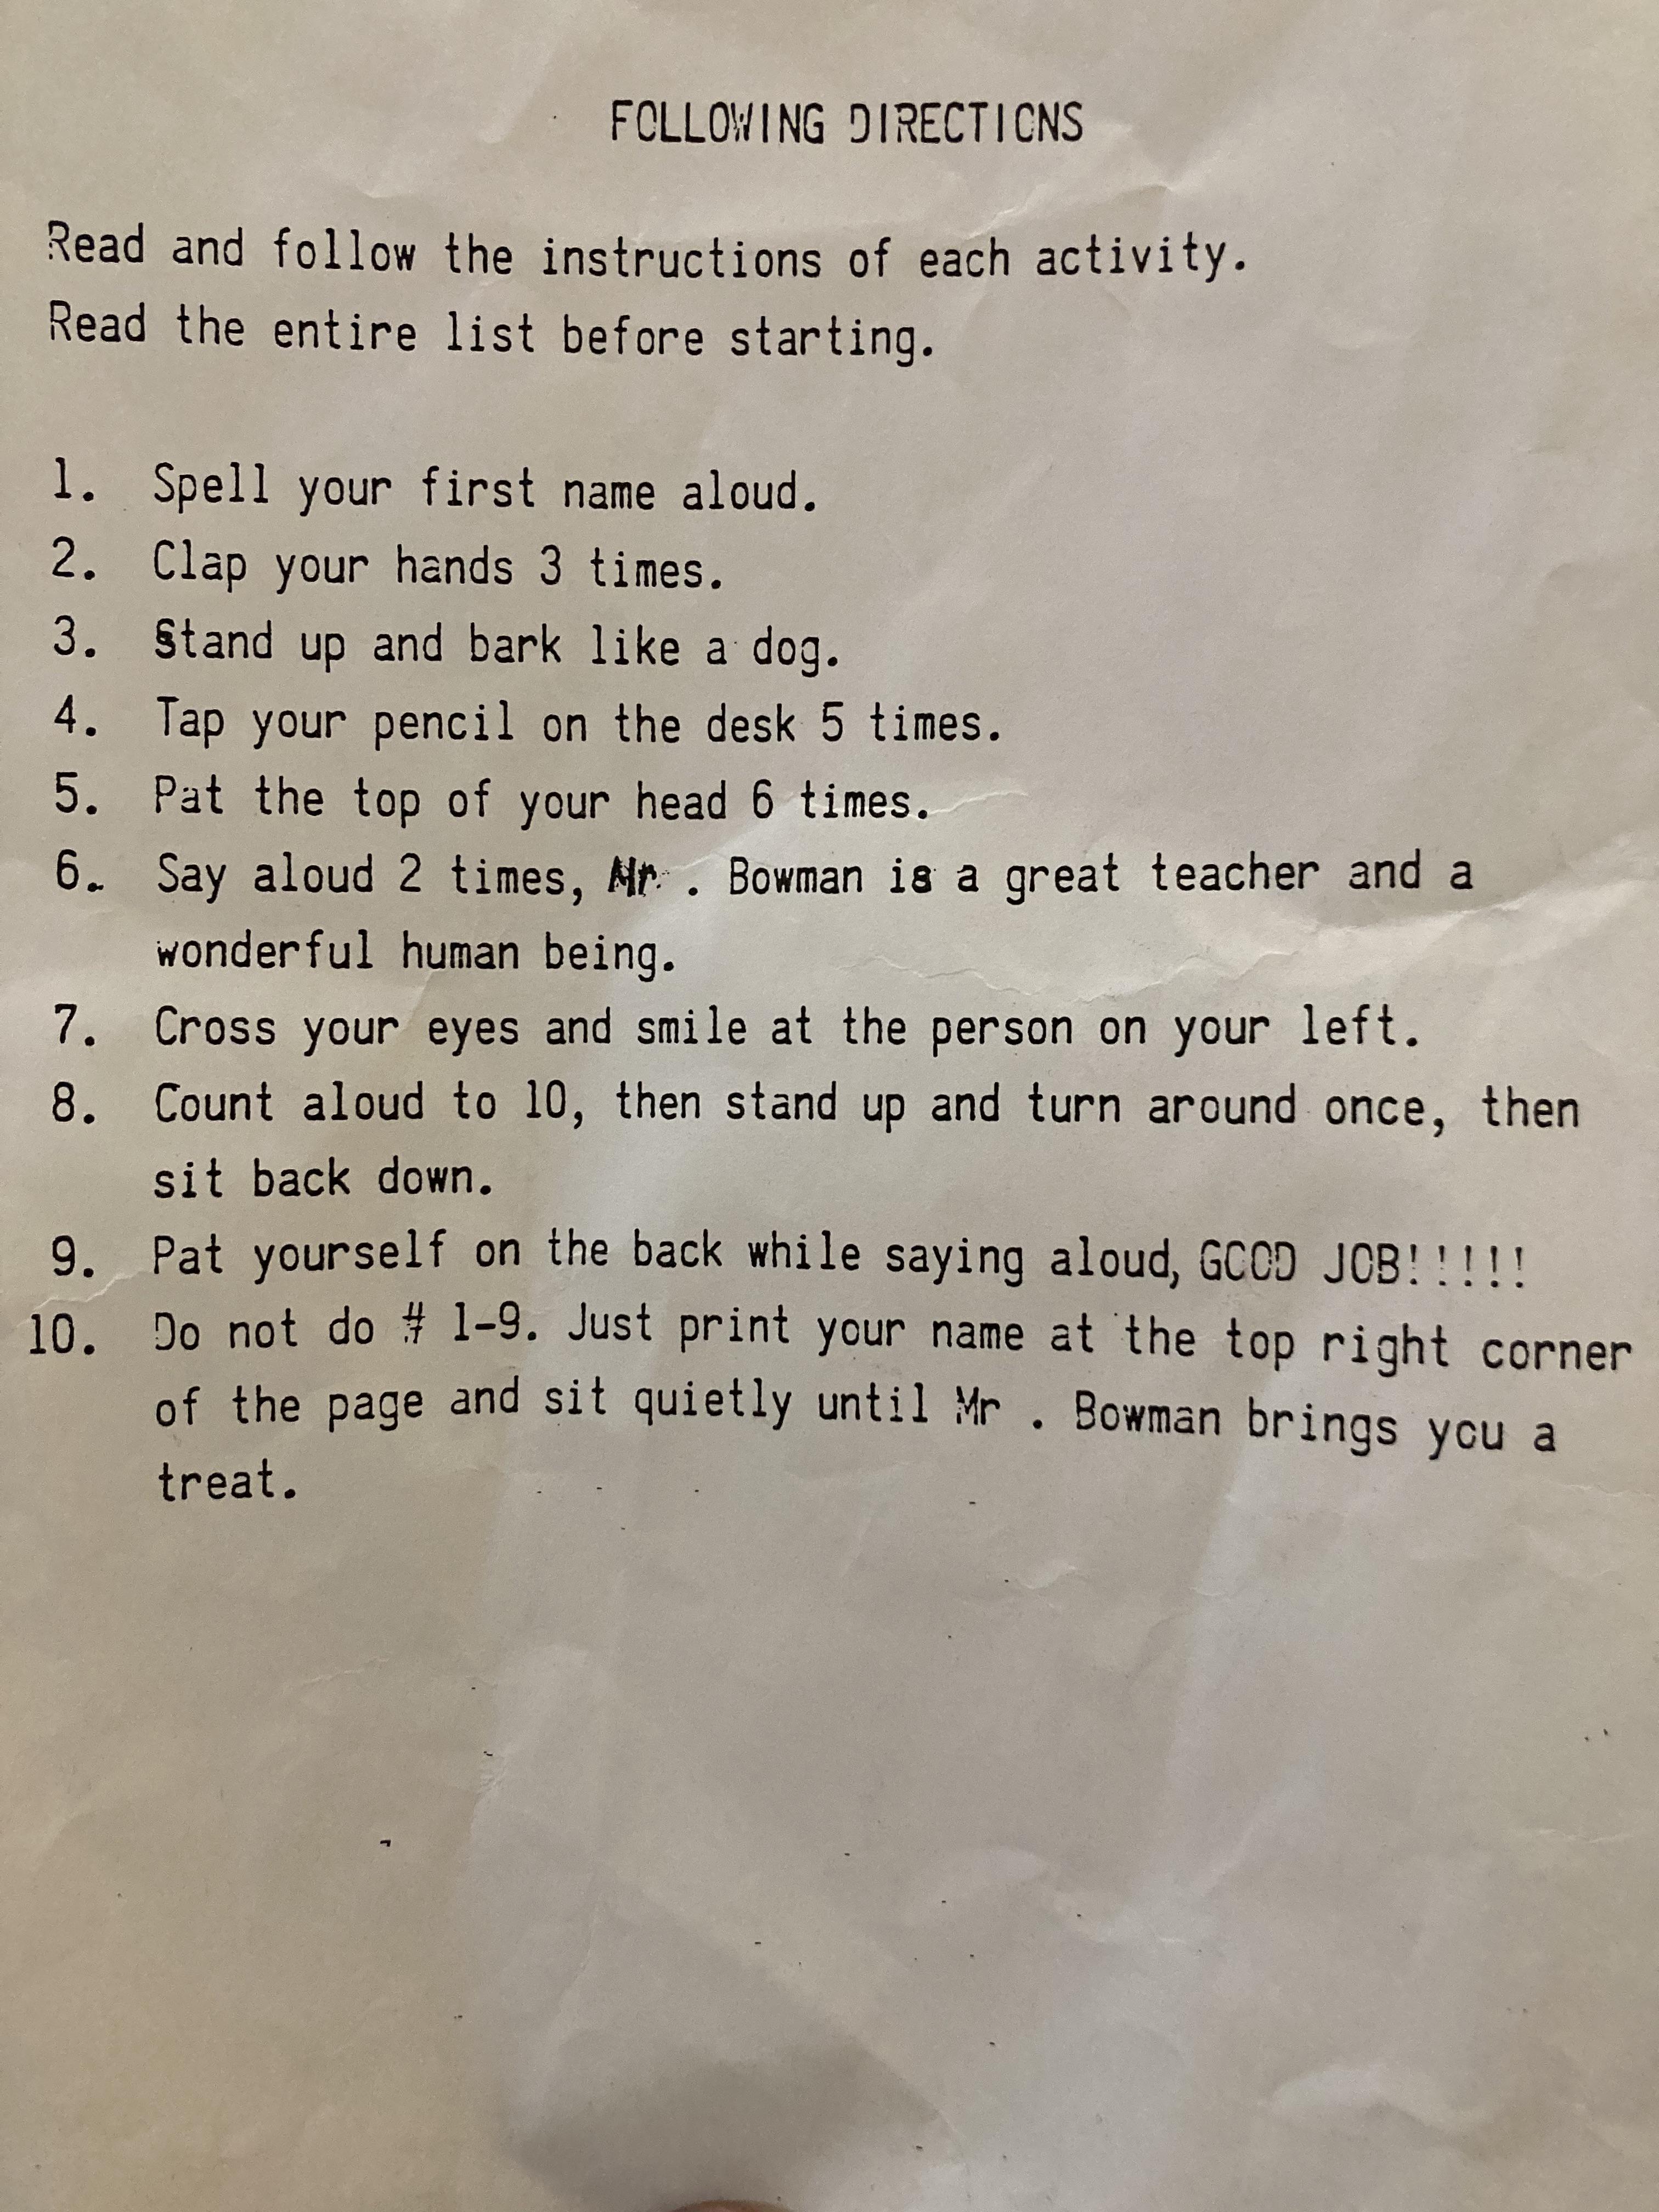 FOLLOWING DIRECTIONS
Read and follow the instructions of each activity.
Read the entire list before starting.
1. Spell your first name aloud.
2. Clap your hands 3 times.
3. Stand up and bark like a dog.
4. Tap your pencil on the desk 5 times.
5. Pat the top of your head 6 times.
6. Say aloud 2 times, Mr . Bowman is a great teacher and a
wonderful human being.
7. Cross your eyes and smile at the person on your left.
8. Count aloud to 10, then stand up and turn around once, then
sit back down.
9. Pat yourself on the back while saying aloud, GOOD JOB!!!!!
10. Do not do # 1-9. Just print your name at the top right corner
of the page and sit quietly until Mr . Bowman brings you a
treat.